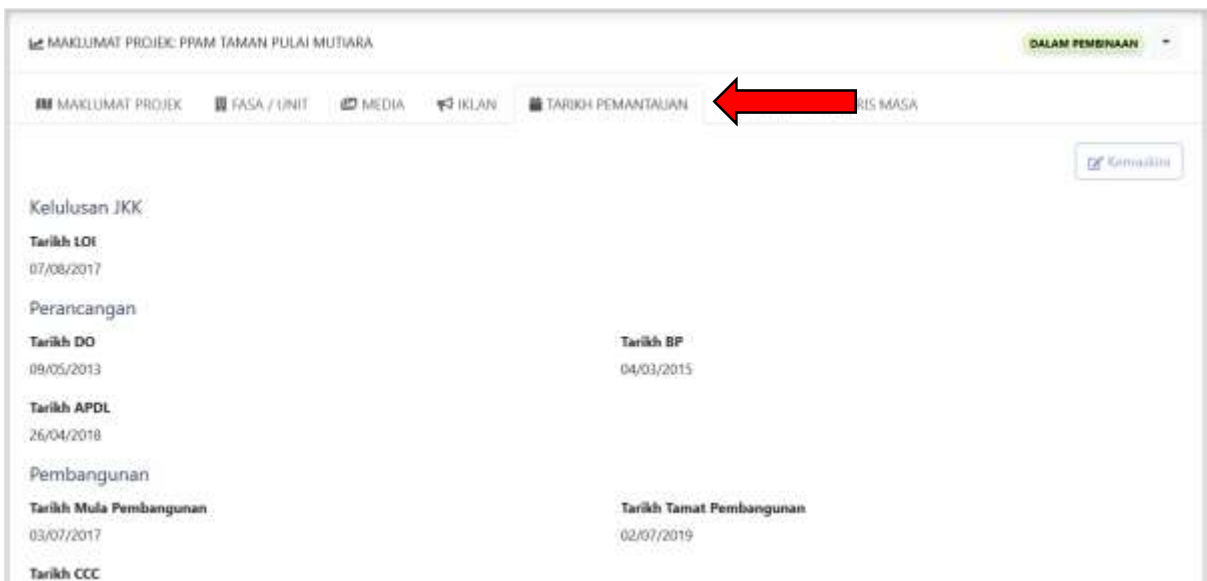 MAKLUMAT PROJEK: PPAM TAMAN PULAI MUTIARA
DALAM PEMBINAAN
MAKLUMAT PROJEK FASA / UNIT MEDIA IKLAN TARIKH PEMANTAUAN MASA
Kemaskini
Kelulusan JKK
Tarikh LOI
07/08/2017
Perancangan
Tarikh DO Tarikh BP
09/05/2013 04/03/2015
Tarikh APDL
26/04/2018
Pembangunan
Tarikh Mula Pembangunan Tarikh Tamat Pembangunan
03/07/2017 02/07/2019
Tarikh CCC